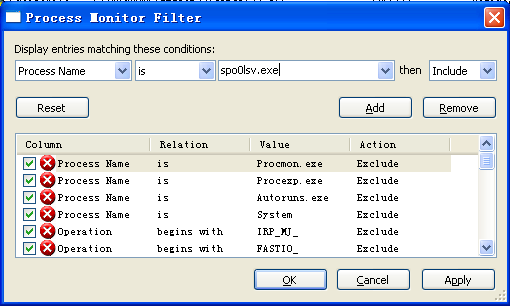 Process Monitor Filter
Display entries matching these conditions:
Process Name is spo0lsv.exe then Include
Reset Add Remove
Column Relation Value Action
Process Name is Procmon.exe Exclude
Process Name is Procexp.exe Exclude
Process Name is Autoruns.exe Exclude
Process Name is System Exclude
Operation begins with IRP_MJ_ Exclude
Operation begins with FASTIO_ Exclude
OK Cancel Apply